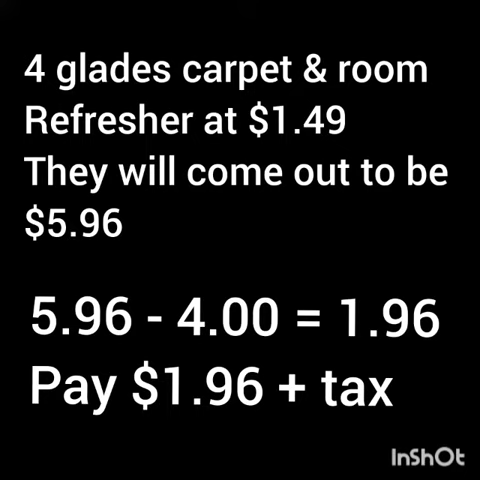 4 glades carpet & room
Refresher at $1.49
They will come out to be
$5.96
5.96 - 4.00 = 1.96
Pay $1.96 + tax
InShOt